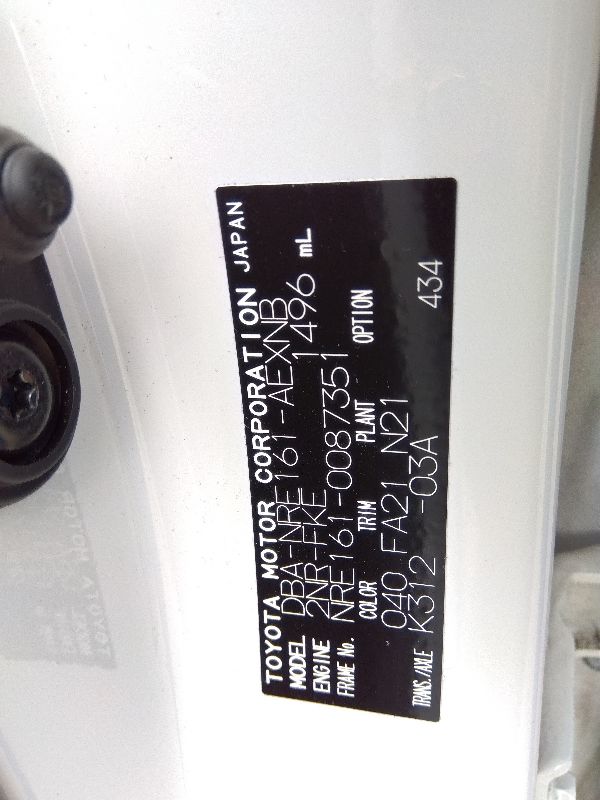 TOYOTA MOTOR CORPORATION JAPAN
MODEL DBA-NRE161-AEXNB
ENGINE 2NR-FKE 1496 mL
FRAME No. NRE161-0087351
COLOR TRIM PLANT OPTION
040 FA21 N21
TRANS./AXLE K312 -03A 434